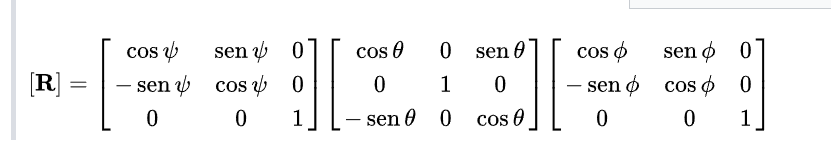 [R] = [cos ψ sen ψ 0; − sen ψ cos ψ 0; 0 0 1] [cos θ 0 sen θ; 0 1 0; − sen θ 0 cos θ] [cos ϕ sen ϕ 0; − sen ϕ cos ϕ 0; 0 0 1]